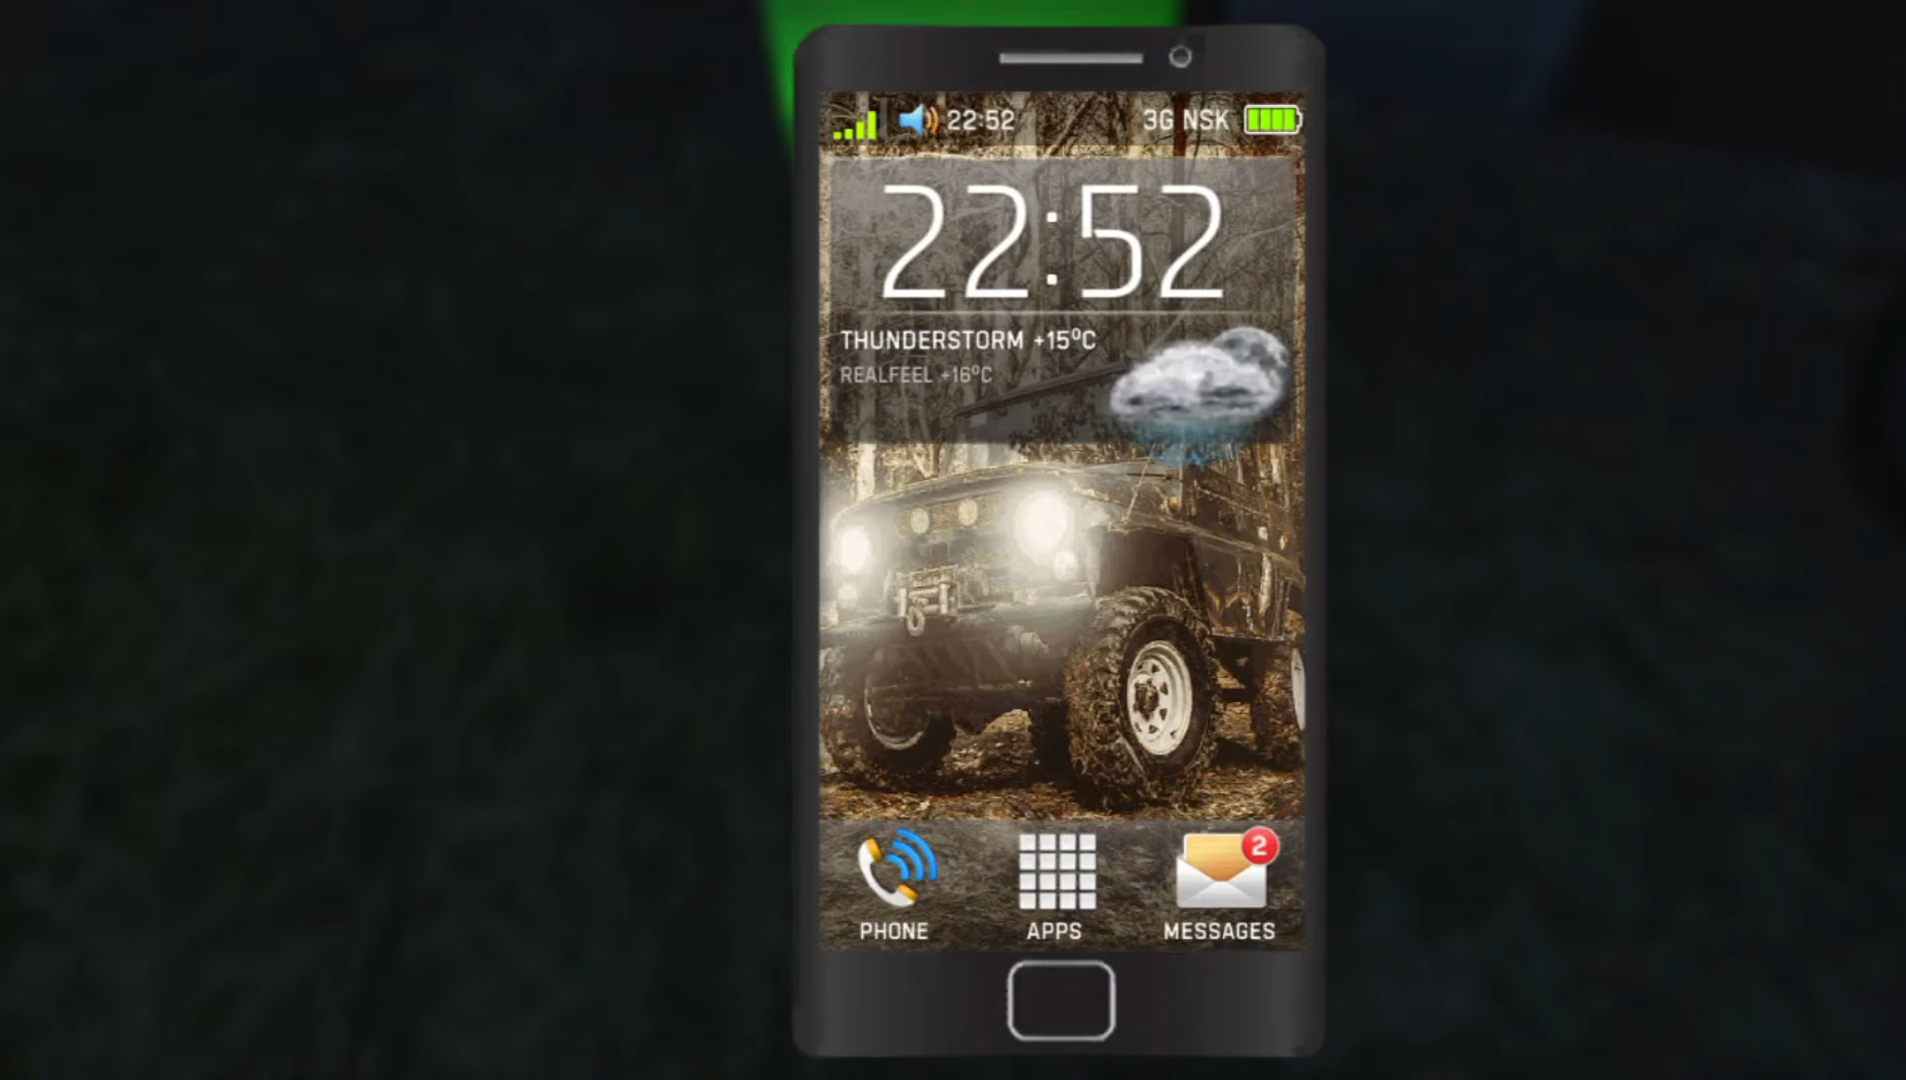 22:52 3G NSK
22:52
THUNDERSTORM +15°C
REALFEEL +16°C
2
PHONE APPS MESSAGES